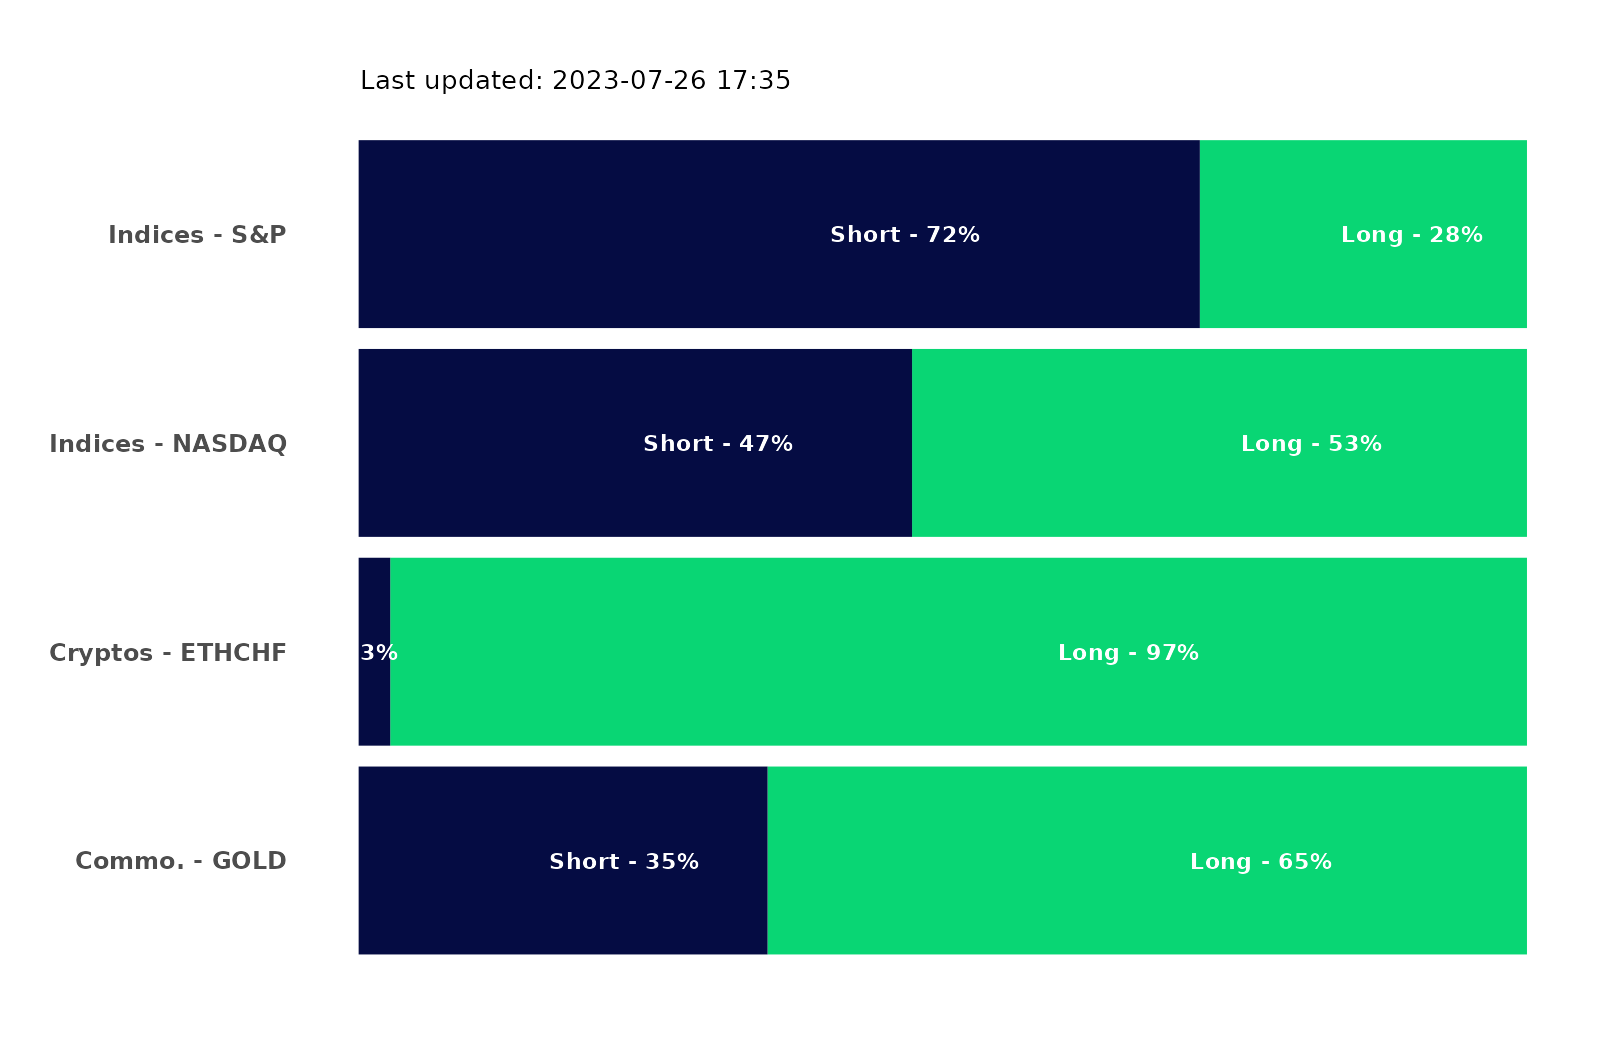 Last updated: 2023-07-26 17:35
Indices - S&P
Short - 72%
Long - 28%
Indices - NASDAQ
Short - 47%
Long - 53%
Cryptos - ETHCHF
3%
Long - 97%
Commo. - GOLD
Short - 35%
Long - 65%